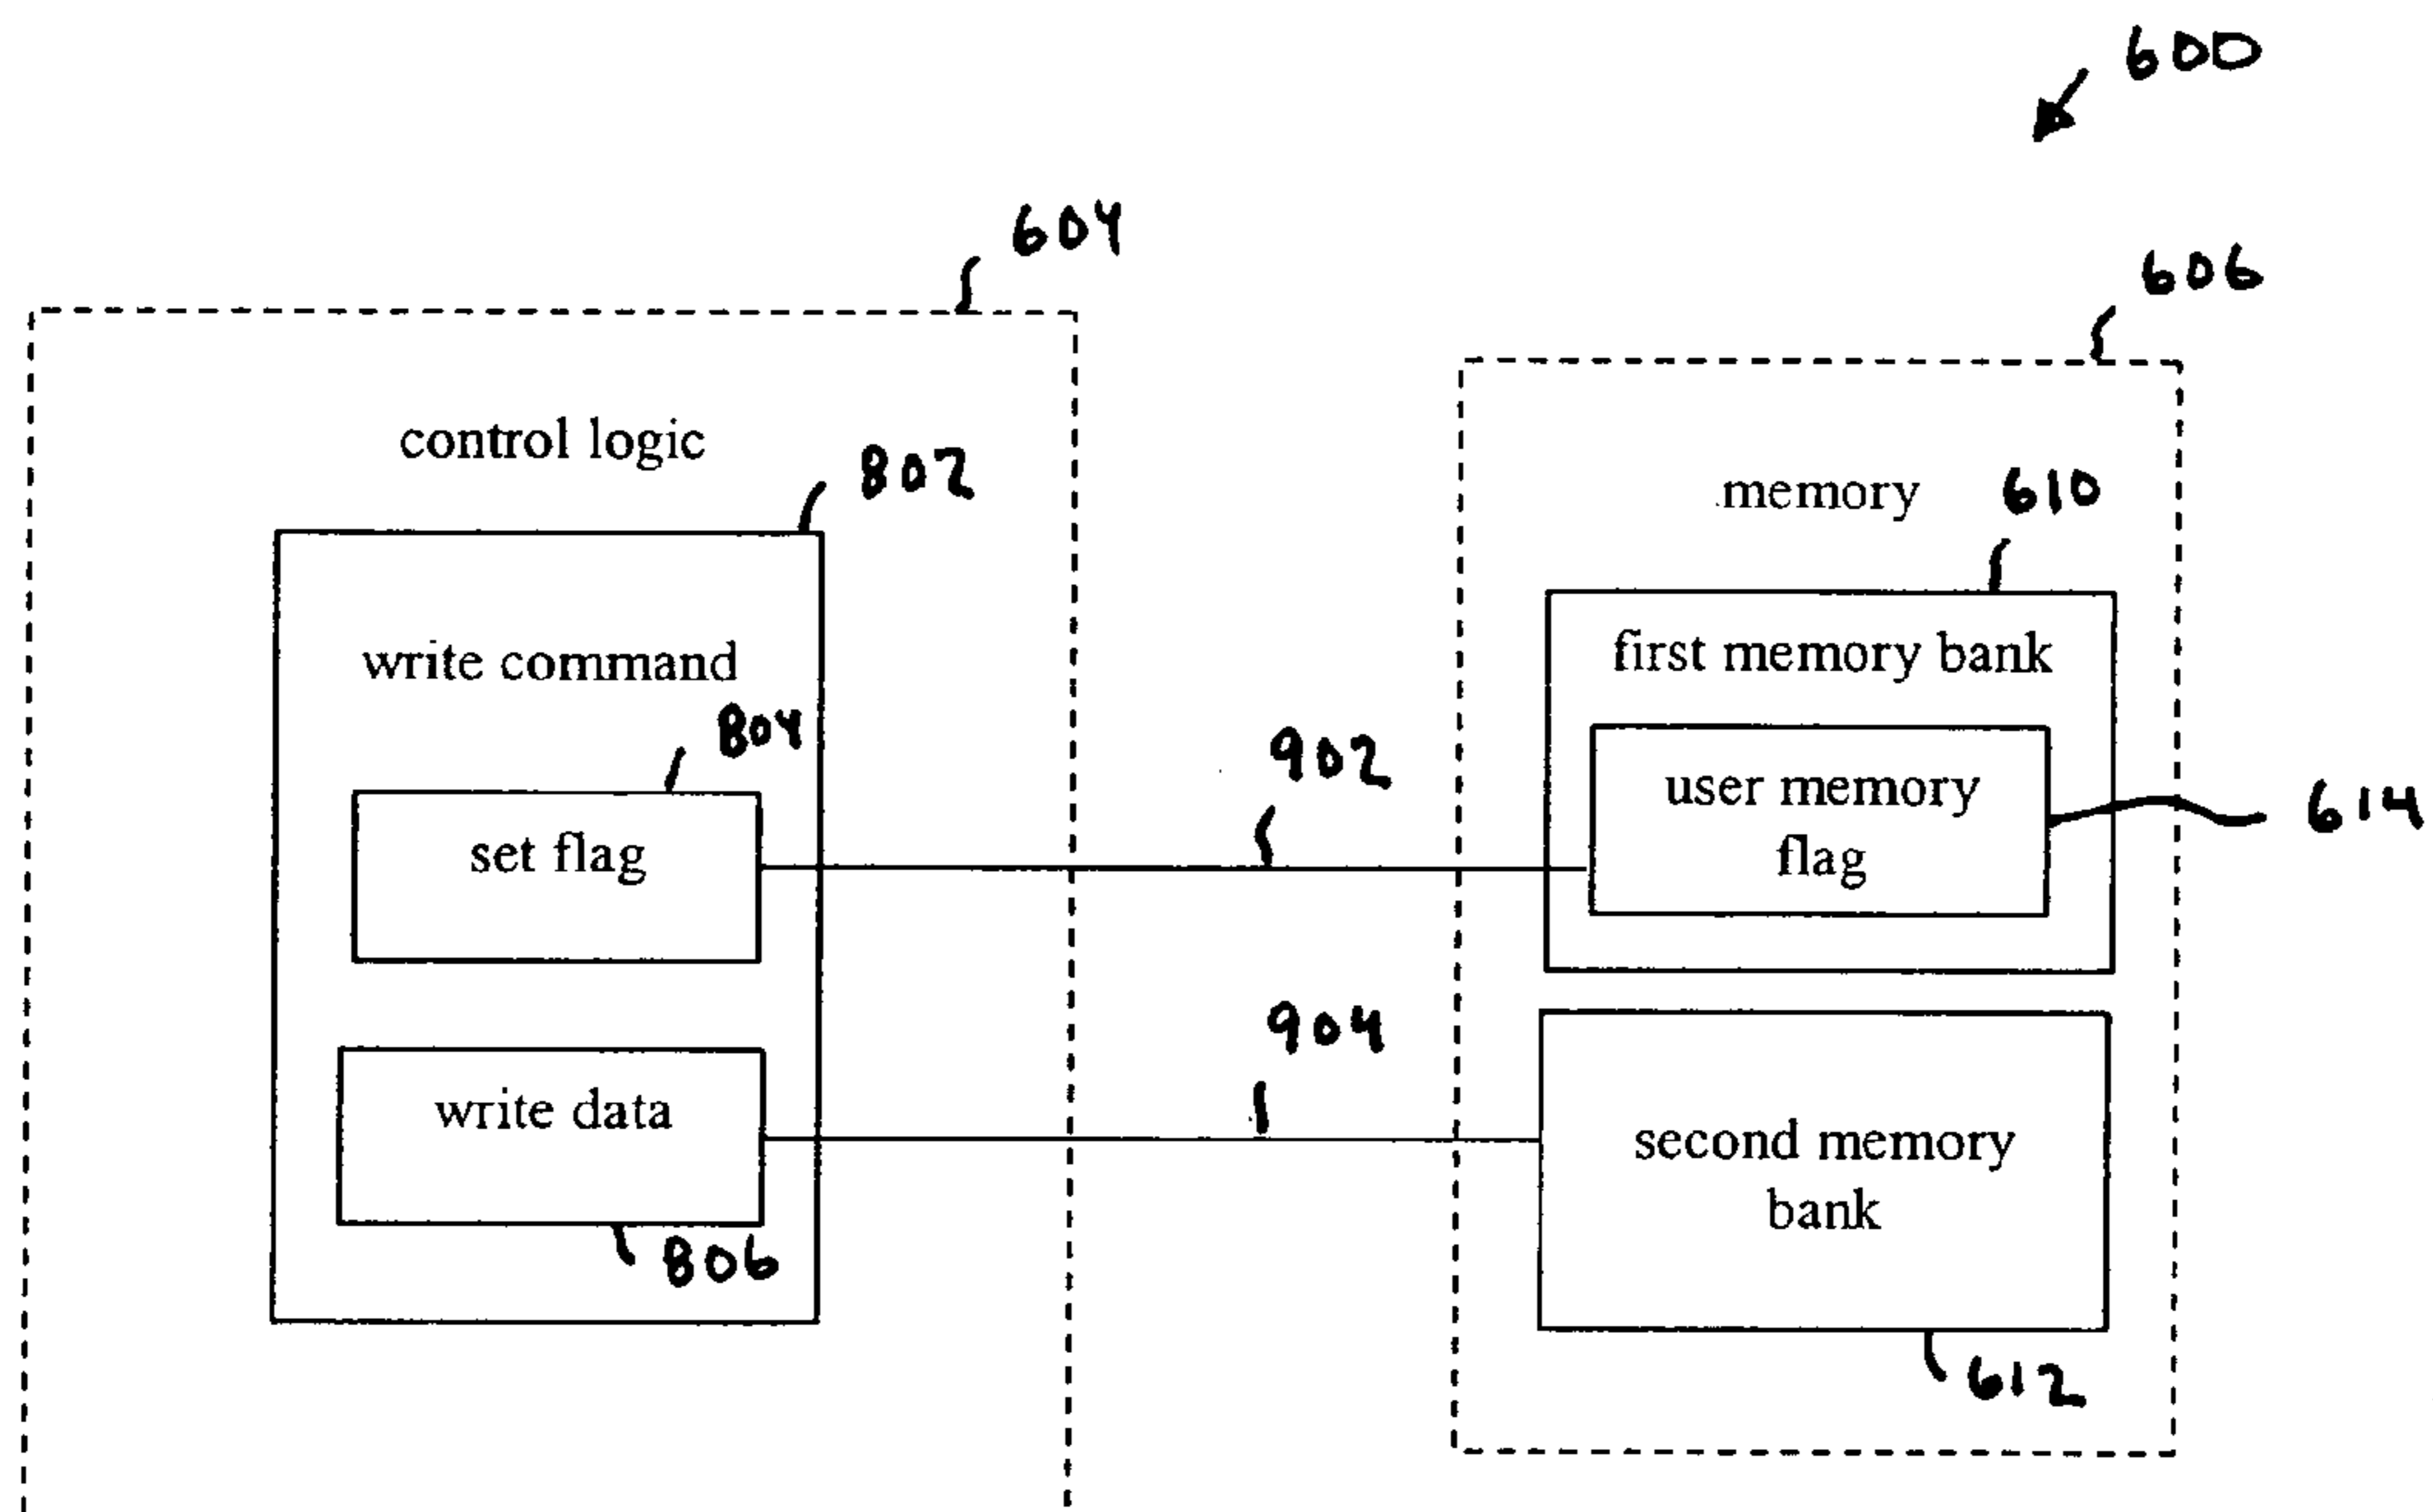 600
604
606
control logic
802
memory
610
write command
first memory bank
804
902
user memory
flag
614
set flag
904
write data
second memory
bank
806
612